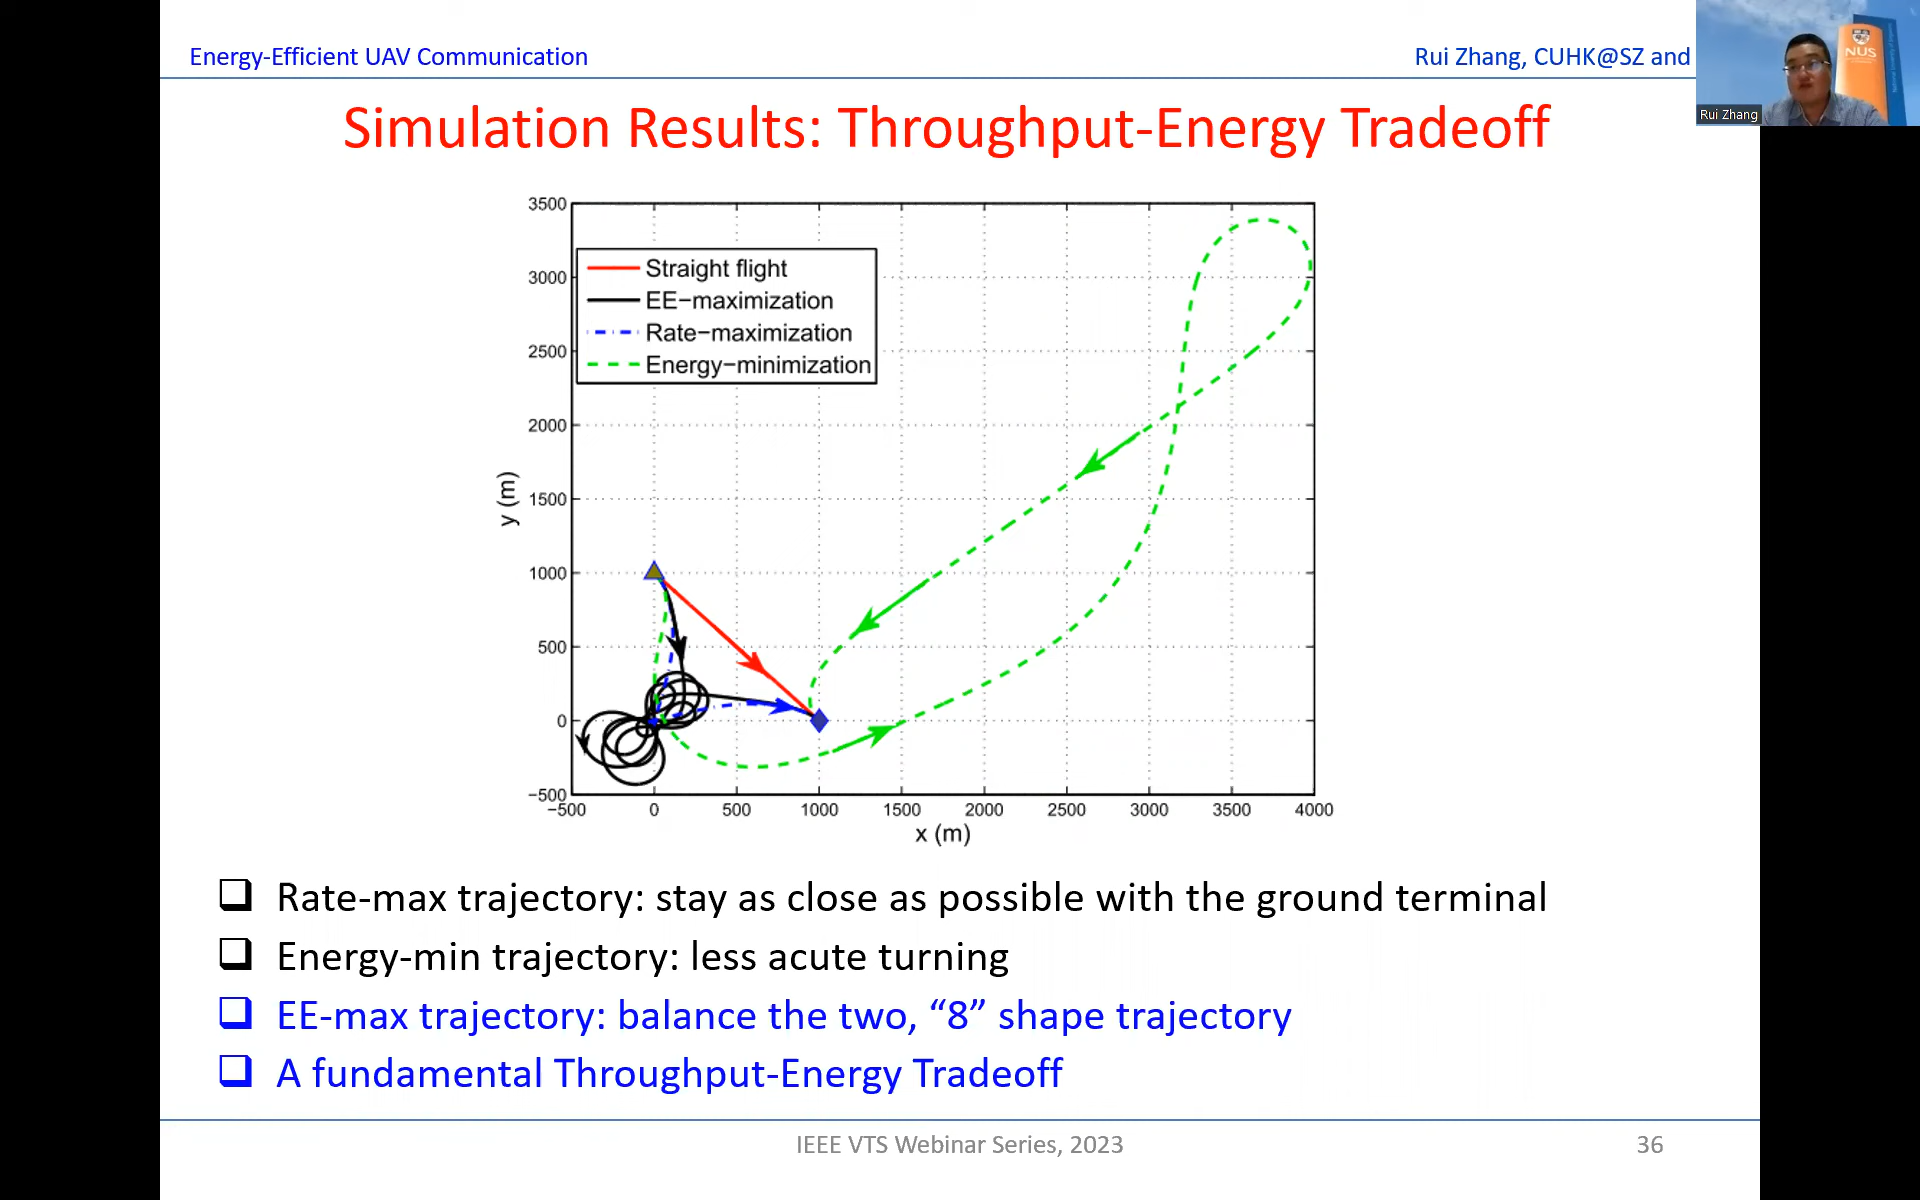 Energy-Efficient UAV Communication
Rui Zhang, CUHK@SZ and
NUS
Rui Zhang
Simulation Results: Throughput-Energy Tradeoff
3500
3000
2500
2000
1500
1000
500
0
−500
y (m)
Straight flight
EE−maximization
Rate−maximization
Energy−minimization
−500 0 500 1000 1500 2000 2500 3000 3500 4000
x (m)
❑ Rate-max trajectory: stay as close as possible with the ground terminal
❑ Energy-min trajectory: less acute turning
❑ EE-max trajectory: balance the two, “8” shape trajectory
❑ A fundamental Throughput-Energy Tradeoff
IEEE VTS Webinar Series, 2023
36